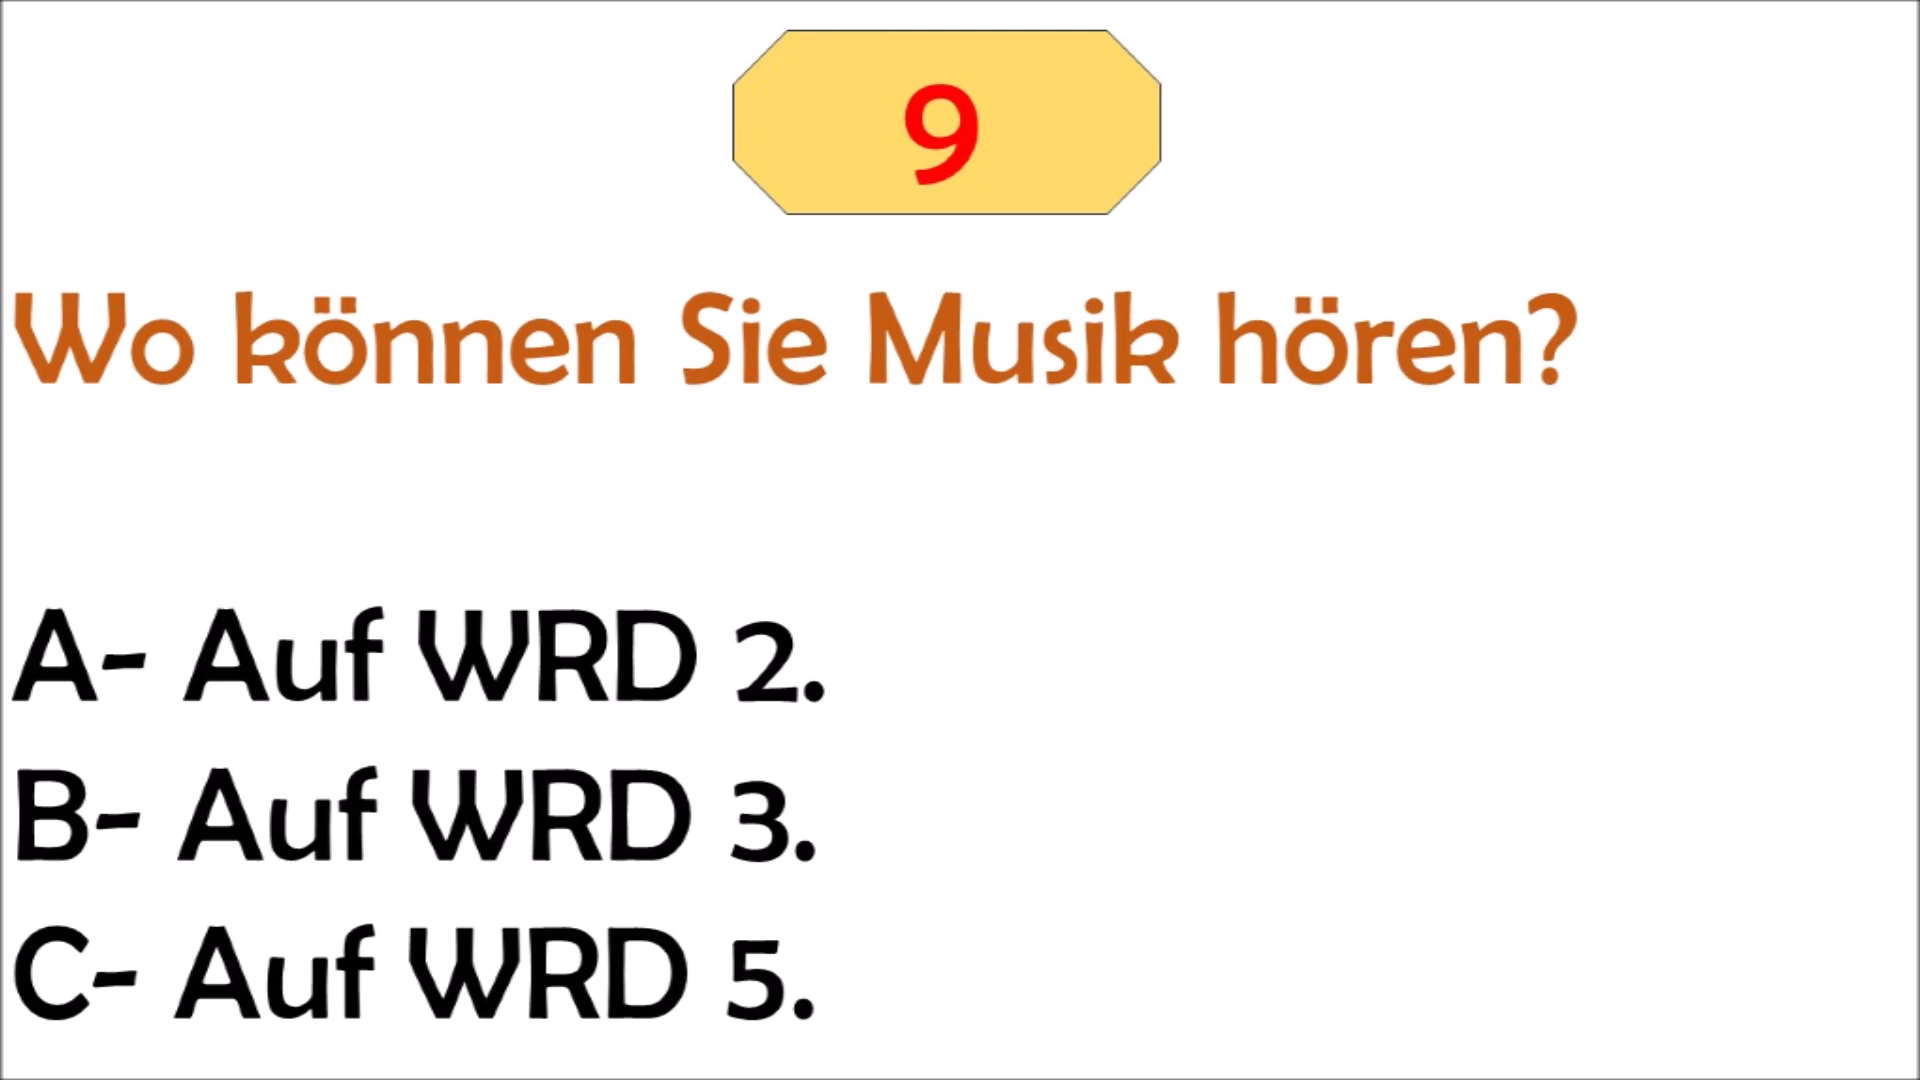 9
Wo können Sie Musik hören?
A- Auf WRD 2.
B- Auf WRD 3.
C- Auf WRD 5.